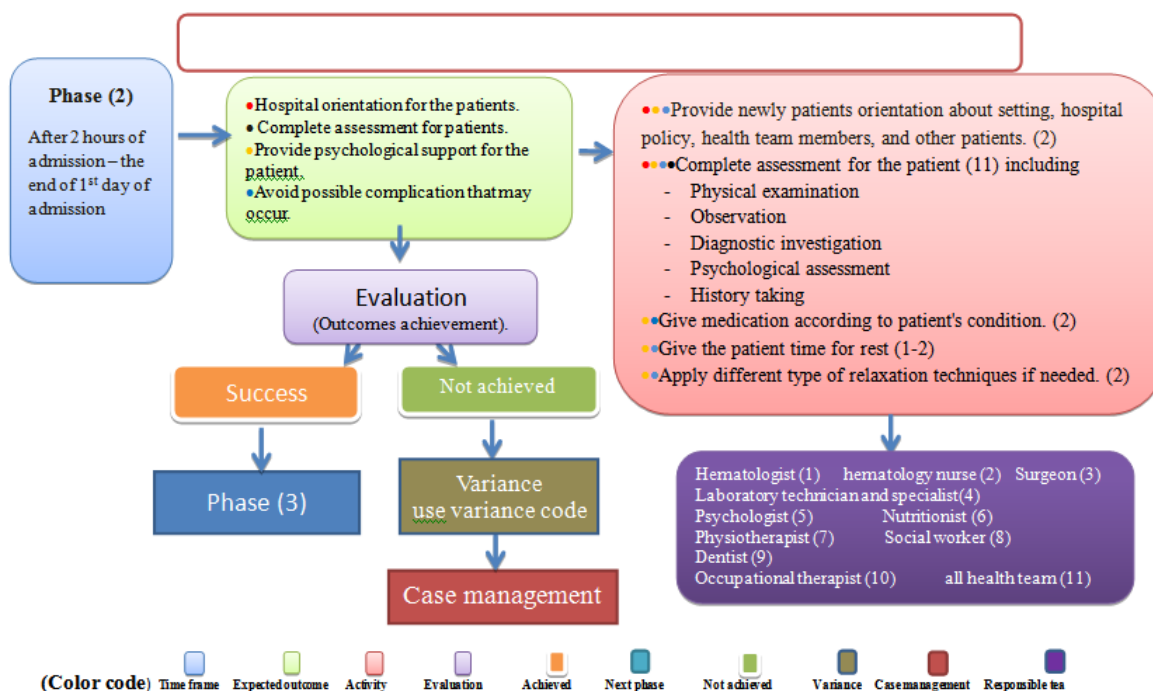 Phase (2)
After 2 hours of
admission – the
end of 1st day of
admission
Hospital orientation for the patients.
Complete assessment for patients.
Provide psychological support for the
patient.
Avoid possible complication that may
occur.
Provide newly patients orientation about setting, hospital
policy, health team members, and other patients. (2)
Complete assessment for the patient (11) including
- Physical examination
- Observation
- Diagnostic investigation
- Psychological assessment
- History taking
Give medication according to patient's condition. (2)
Give the patient time for rest (1-2)
Apply different type of relaxation techniques if needed. (2)
Evaluation
(Outcomes achievement).
Success
Not achieved
Phase (3)
Variance
use variance code
Case management
Hematologist (1) hematology nurse (2) Surgeon (3)
Laboratory technician and specialist(4)
Psychologist (5) Nutritionist (6)
Physiotherapist (7) Social worker (8)
Dentist (9)
Occupational therapist (10) all health team (11)
(Color code) Time frame Expected outcome Activity Evaluation Achieved Next phase Not achieved Variance Case management Responsible tea